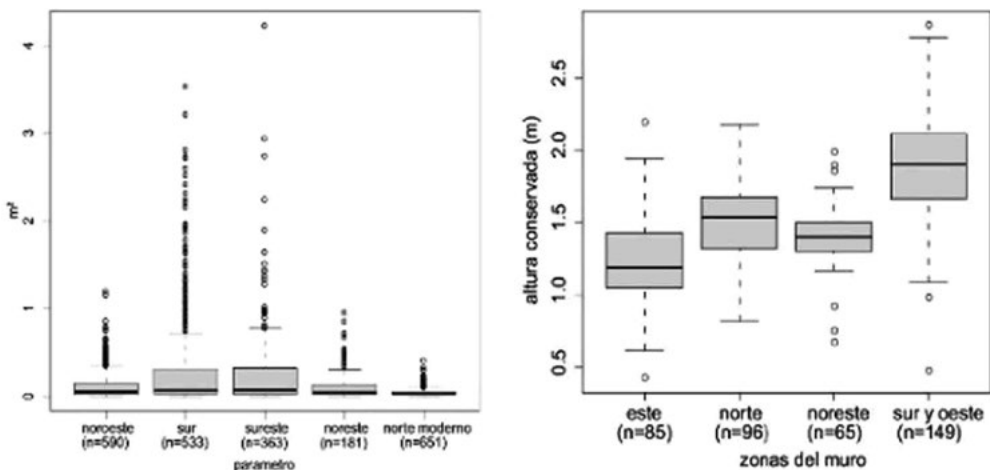 m²
4
3
2
1
0
noroeste sur sureste noreste norte moderno
(n=590) (n=533) (n=363) (n=181) (n=651)
parametro
altura conservada (m)
2.5
2.0
1.5
1.0
0.5
este norte noreste sur y oeste
(n=85) (n=96) (n=65) (n=149)
zonas del muro